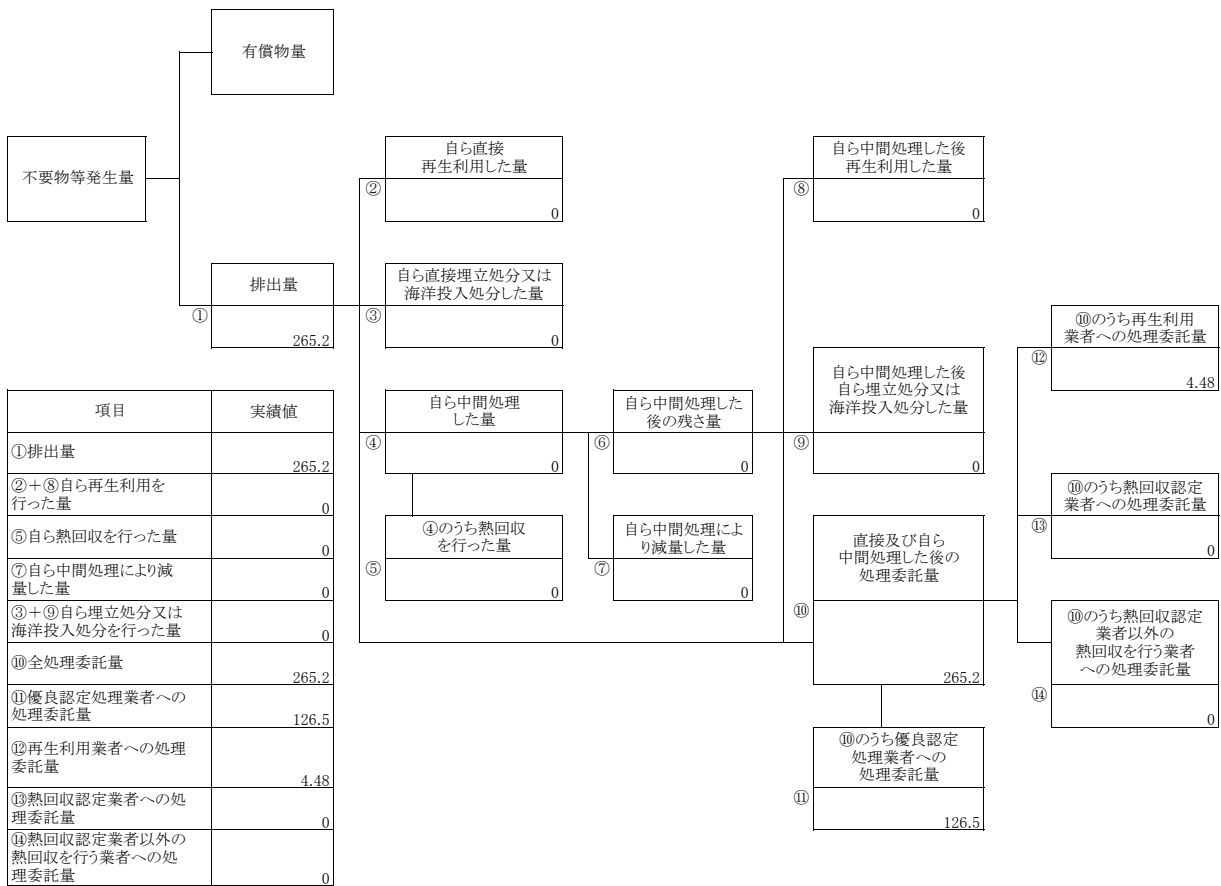 有償物量
不要物等発生量
自ら直接
再生利用した量
②
0
自ら中間処理した後
再生利用した量
⑧
0
排出量
①
265.2
自ら直接埋立処分又は
海洋投入処分した量
③
0
⑩のうち再生利用
業者への処理委託量
⑫
4.48
自ら中間処理
した量
④
0
自ら中間処理した
後の残さ量
⑥
0
自ら中間処理した後
自ら埋立処分又は
海洋投入処分した量
⑨
0
⑩のうち熱回収認定
業者への処理委託量
⑬
0
④のうち熱回収
を行った量
⑤
0
自ら中間処理によ
り減量した量
⑦
0
直接及び自ら
中間処理した後の
処理委託量
⑩
265.2
⑩のうち熱回収認定
業者以外の
熱回収を行う業者
への処理委託量
⑭
0
⑩のうち優良認定
処理業者への
処理委託量
⑪
126.5
項目 実績値
①排出量 265.2
②+⑧自ら再生利用を
行った量 0
⑤自ら熱回収を行った量 0
⑦自ら中間処理により減
量した量 0
③+⑨自ら埋立処分又は
海洋投入処分を行った量 0
⑩全処理委託量 265.2
⑪優良認定処理業者への
処理委託量 126.5
⑫再生利用業者への処理
委託量 4.48
⑬熱回収認定業者への処
理委託量 0
⑭熱回収認定業者以外の
熱回収を行う業者への処
理委託量 0